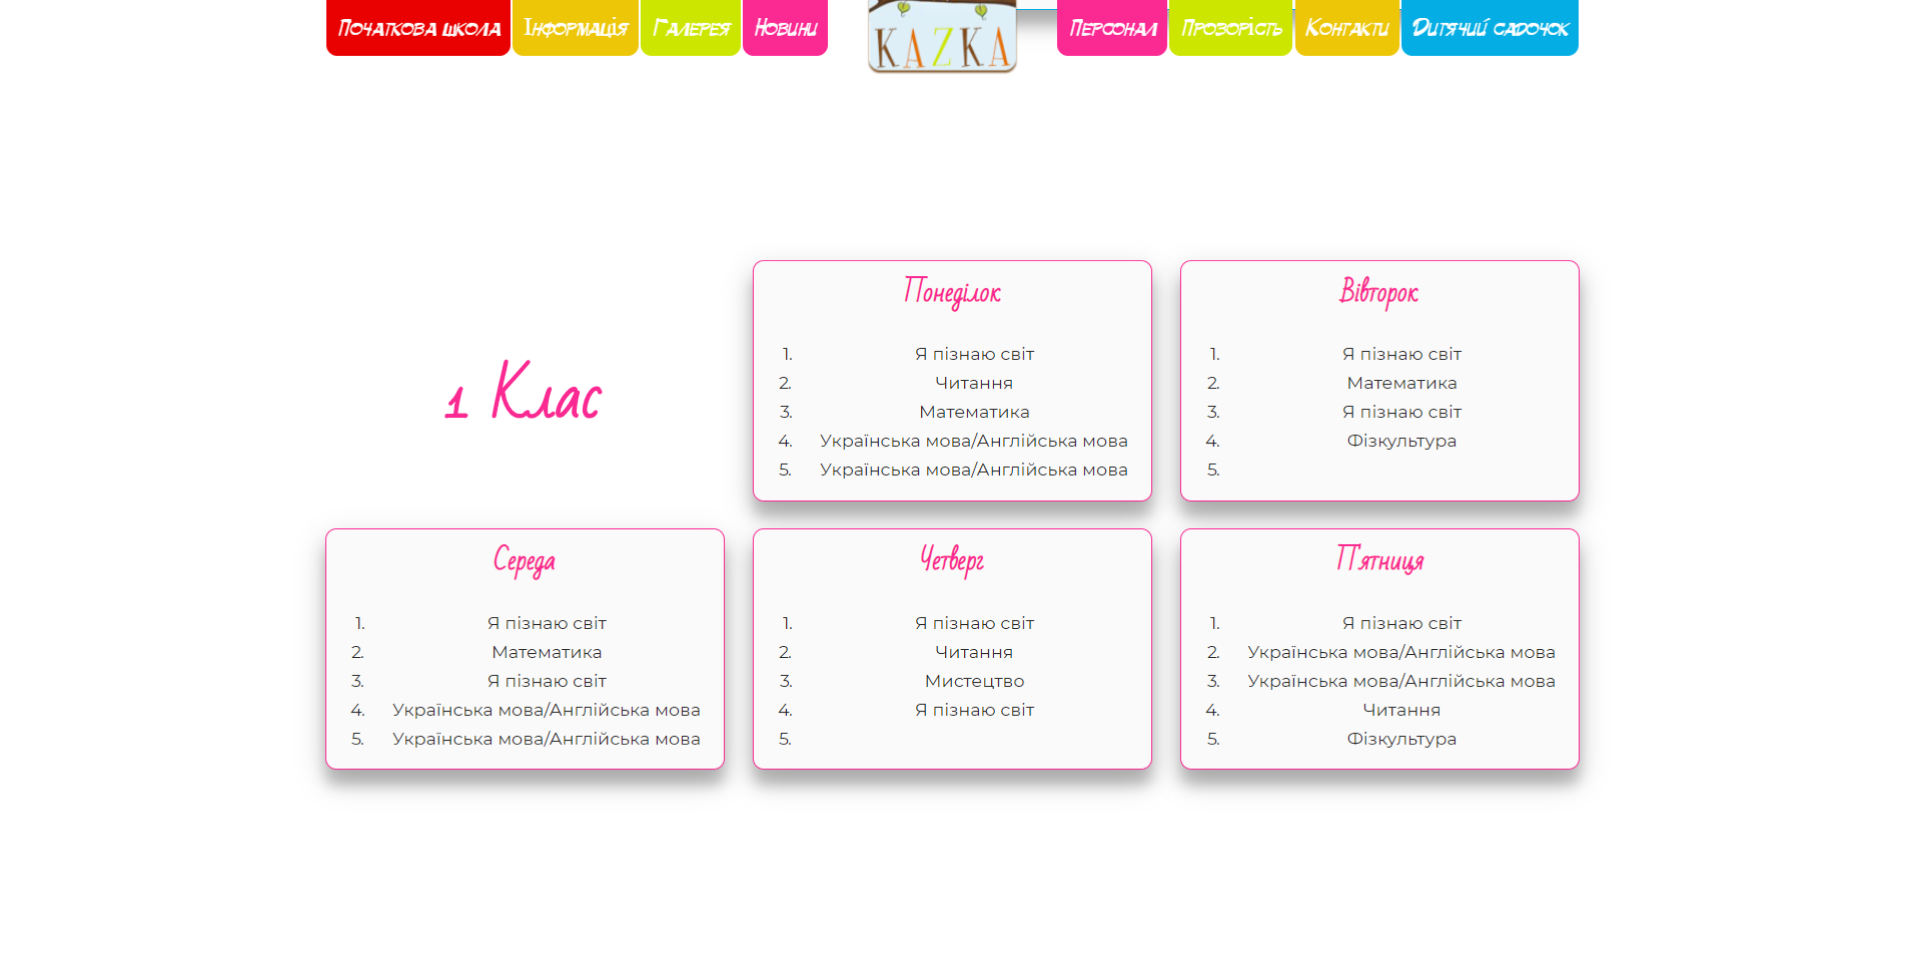 Початкова школа
Інформація
Галерея
Новини
KAZKA
Персонал
Прозорість
Контакти
Дитячий садочок
1 Клас
Понеділок
1. Я пізнаю світ
2. Читання
3. Математика
4. Українська мова/Англійська мова
5. Українська мова/Англійська мова
Вівторок
1. Я пізнаю світ
2. Математика
3. Я пізнаю світ
4. Фізкультура
5.
Середа
1. Я пізнаю світ
2. Математика
3. Я пізнаю світ
4. Українська мова/Англійська мова
5. Українська мова/Англійська мова
Четверг
1. Я пізнаю світ
2. Читання
3. Мистецтво
4. Я пізнаю світ
5.
П'ятниця
1. Я пізнаю світ
2. Українська мова/Англійська мова
3. Українська мова/Англійська мова
4. Читання
5. Фізкультура